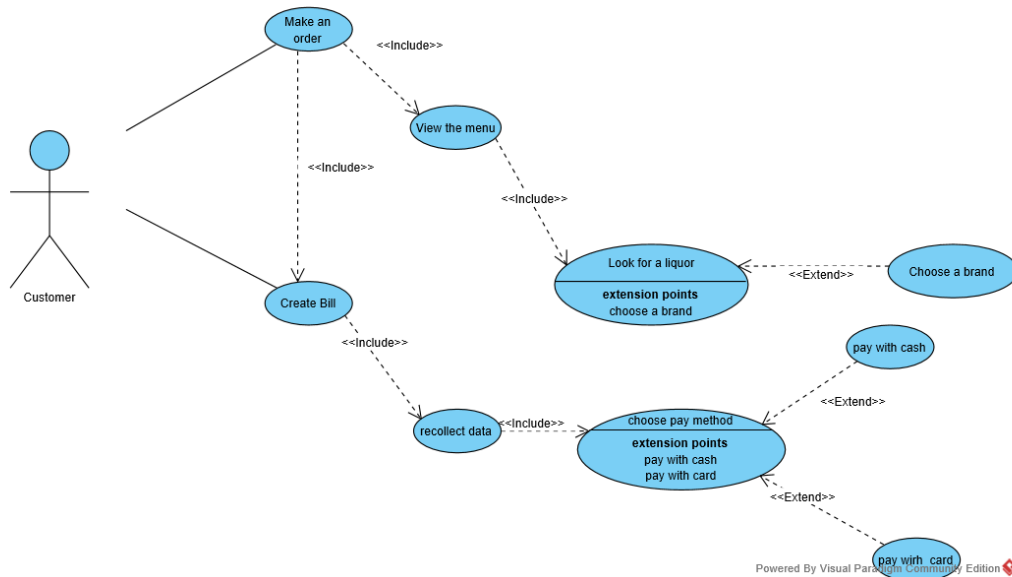 Make an
order
<<Include>>
View the menu
<<Include>>
<<Include>>
Customer
Look for a liquor
extension points
choose a brand
<<Extend>>
Choose a brand
Create Bill
<<Include>>
pay with cash
<<Extend>>
recollect data
<<Include>>
choose pay method
extension points
pay with cash
pay with card
<<Extend>>
pay wirh card
Powered By Visual Paradigm Community Edition